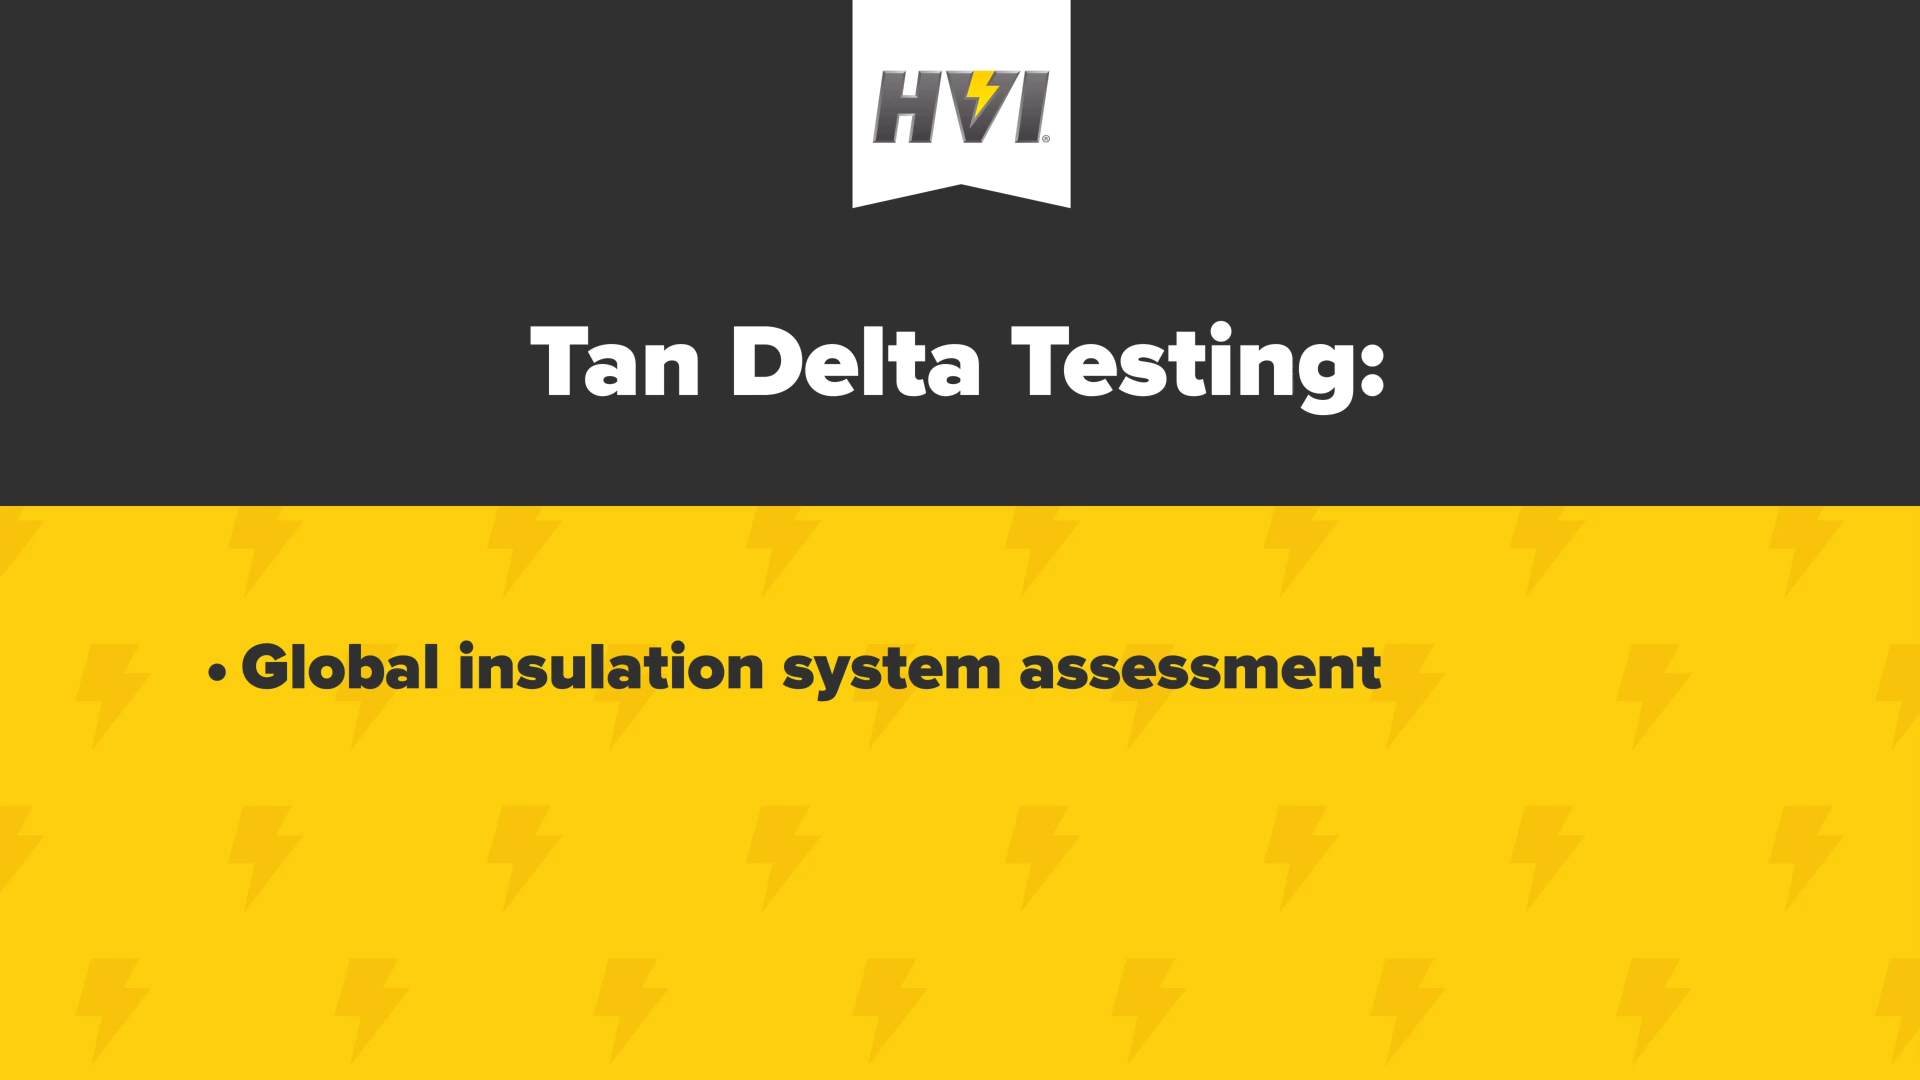 HVI®
Tan Delta Testing:
• Global insulation system assessment